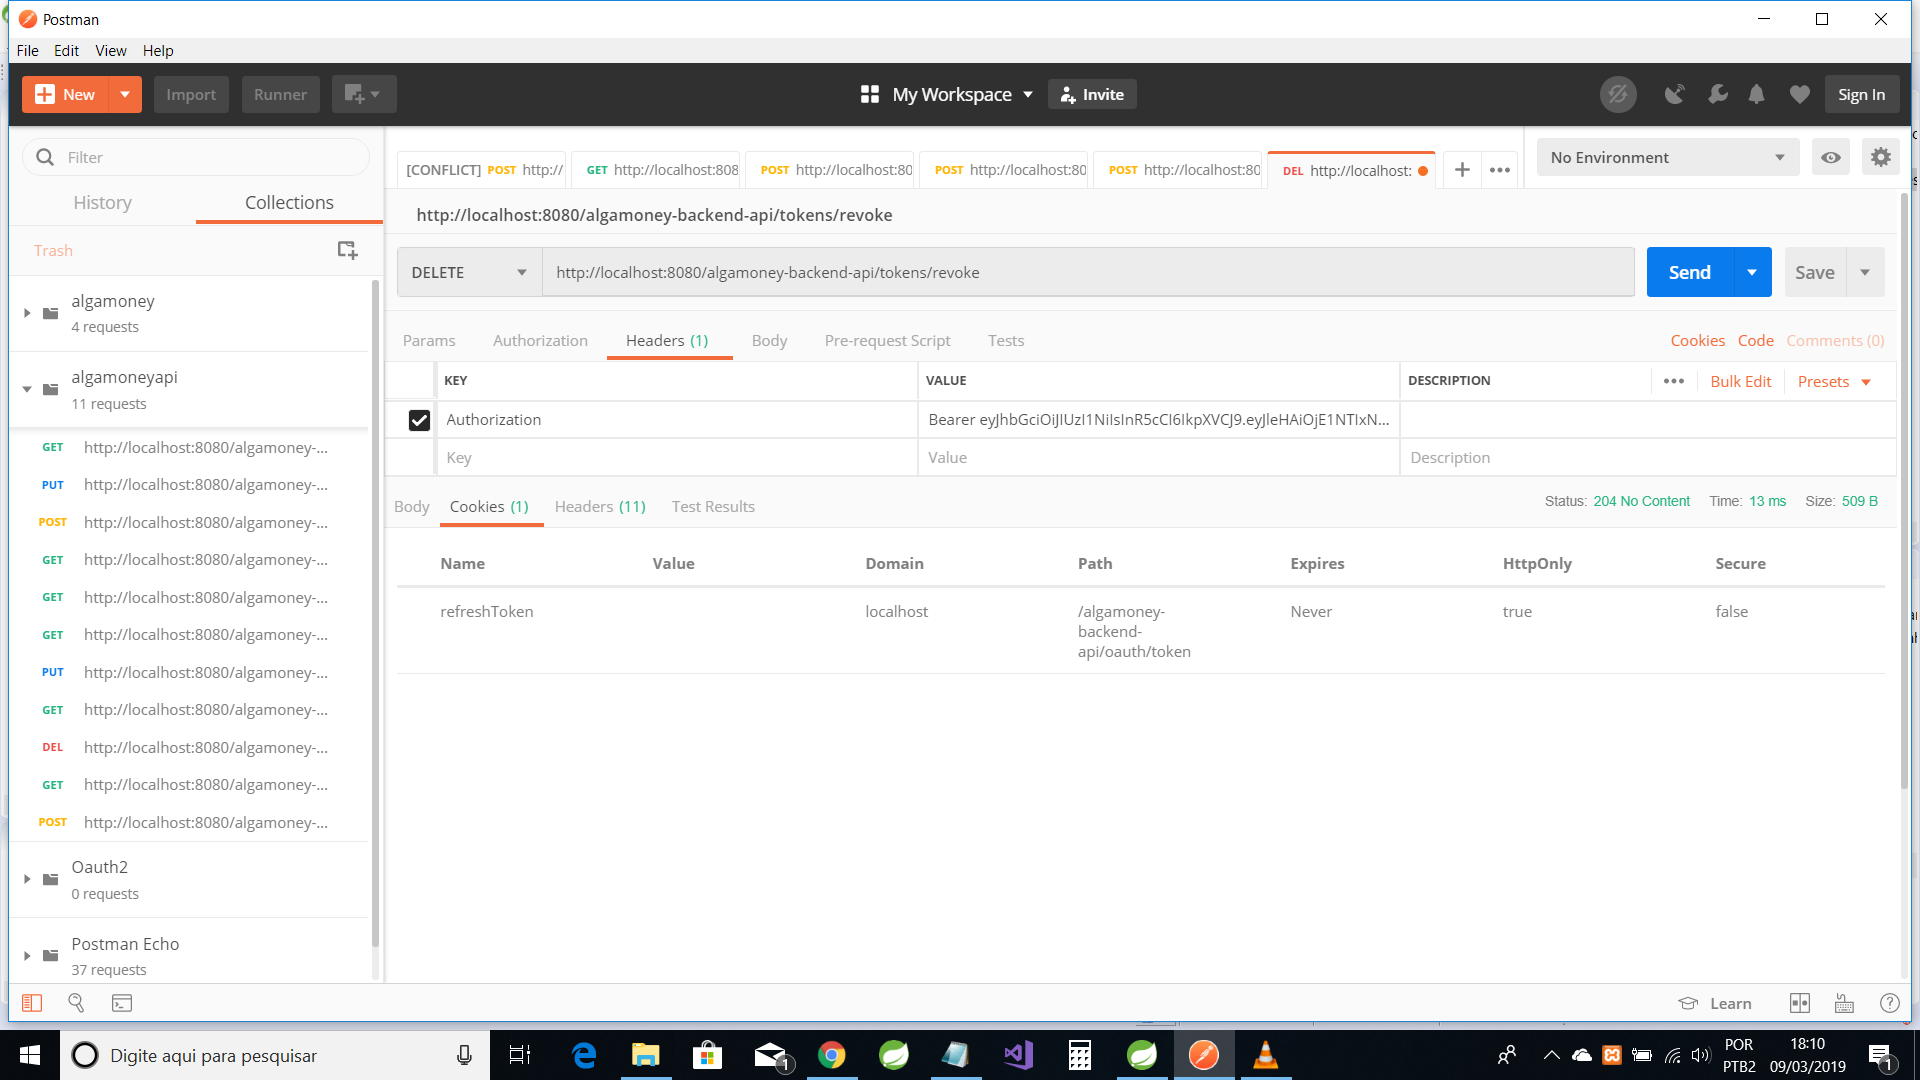 Postman
File Edit View Help
New Import Runner My Workspace Invite Sign In
Filter
History Collections
Trash
algamoney
4 requests
algamoneyapi
11 requests
GET http://localhost:8080/algamoney-...
PUT http://localhost:8080/algamoney-...
POST http://localhost:8080/algamoney-...
GET http://localhost:8080/algamoney-...
GET http://localhost:8080/algamoney-...
GET http://localhost:8080/algamoney-...
PUT http://localhost:8080/algamoney-...
GET http://localhost:8080/algamoney-...
DEL http://localhost:8080/algamoney-...
GET http://localhost:8080/algamoney-...
POST http://localhost:8080/algamoney-...
Oauth2
0 requests
Postman Echo
37 requests
[CONFLICT] POST http:// GET http://localhost:808 POST http://localhost:80 POST http://localhost:80 POST http://localhost:80 DEL http://localhost: No Environment
http://localhost:8080/algamoney-backend-api/tokens/revoke
DELETE http://localhost:8080/algamoney-backend-api/tokens/revoke Send Save
Params Authorization Headers (1) Body Pre-request Script Tests Cookies Code Comments (0)
KEY VALUE DESCRIPTION Bulk Edit Presets
Authorization Bearer eyJhbGciOiJIUzI1NiIsInR5cCI6IkpXVCJ9.eyJleHAiOjE1NTIxN...
Key Value Description
Body Cookies (1) Headers (11) Test Results Status: 204 No Content Time: 13 ms Size: 509 B
Name Value Domain Path Expires HttpOnly Secure
refreshToken localhost /algamoney- Never true false
backend-
api/oauth/token
Learn
Digite aqui para pesquisar
1
POR
PTB2
18:10
09/03/2019
1